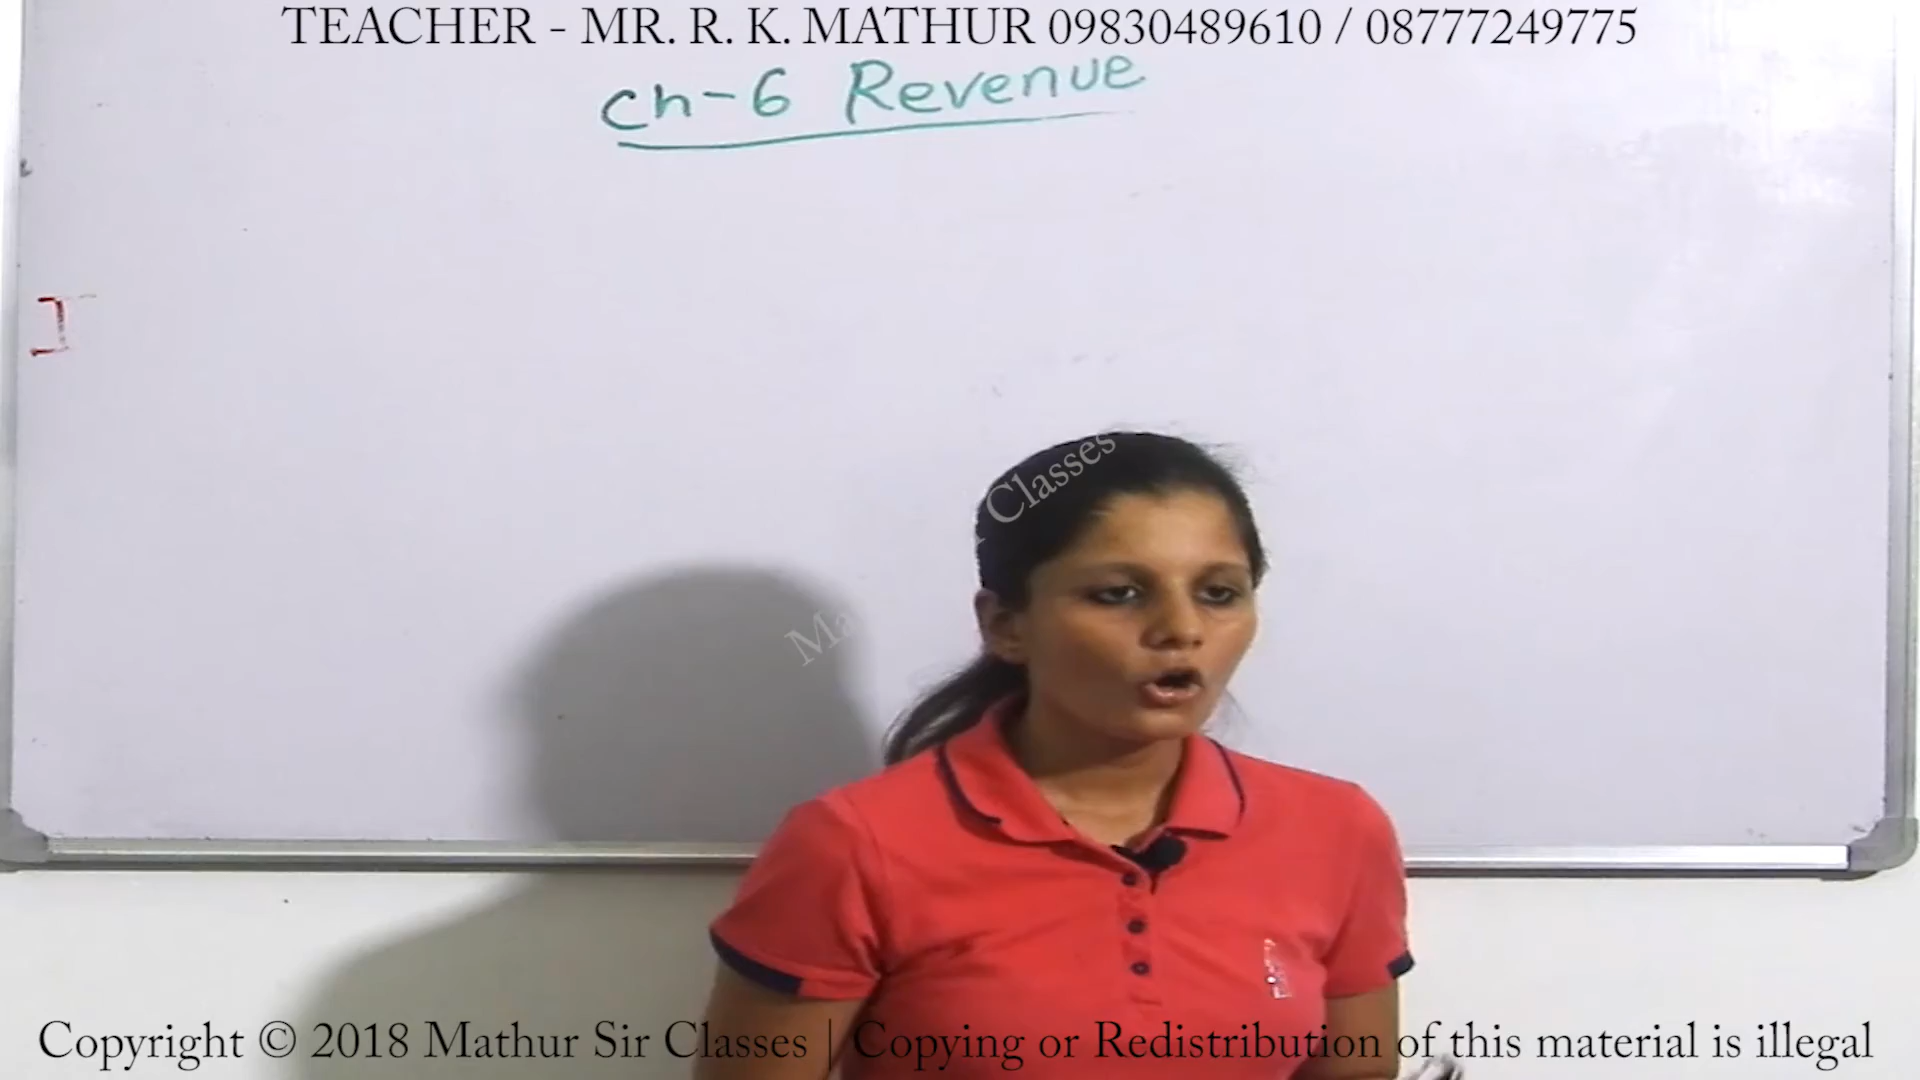 TEACHER - MR. R. K. MATHUR 09830489610 / 08777249775
Ch-6 Revenue
Classes
Copyright © 2018 Mathur Sir Classes | Copying or Redistribution of this material is illegal